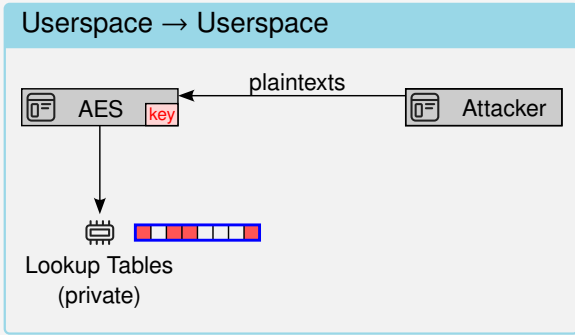 Userspace → Userspace
plaintexts
AES
key
Attacker
Lookup Tables
(private)